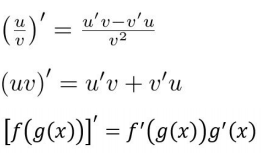 (u/v)′ = (u′v−v′u)/v²
(uv)′ = u′v + v′u
[f(g(x))]′ = f′(g(x))g′(x)